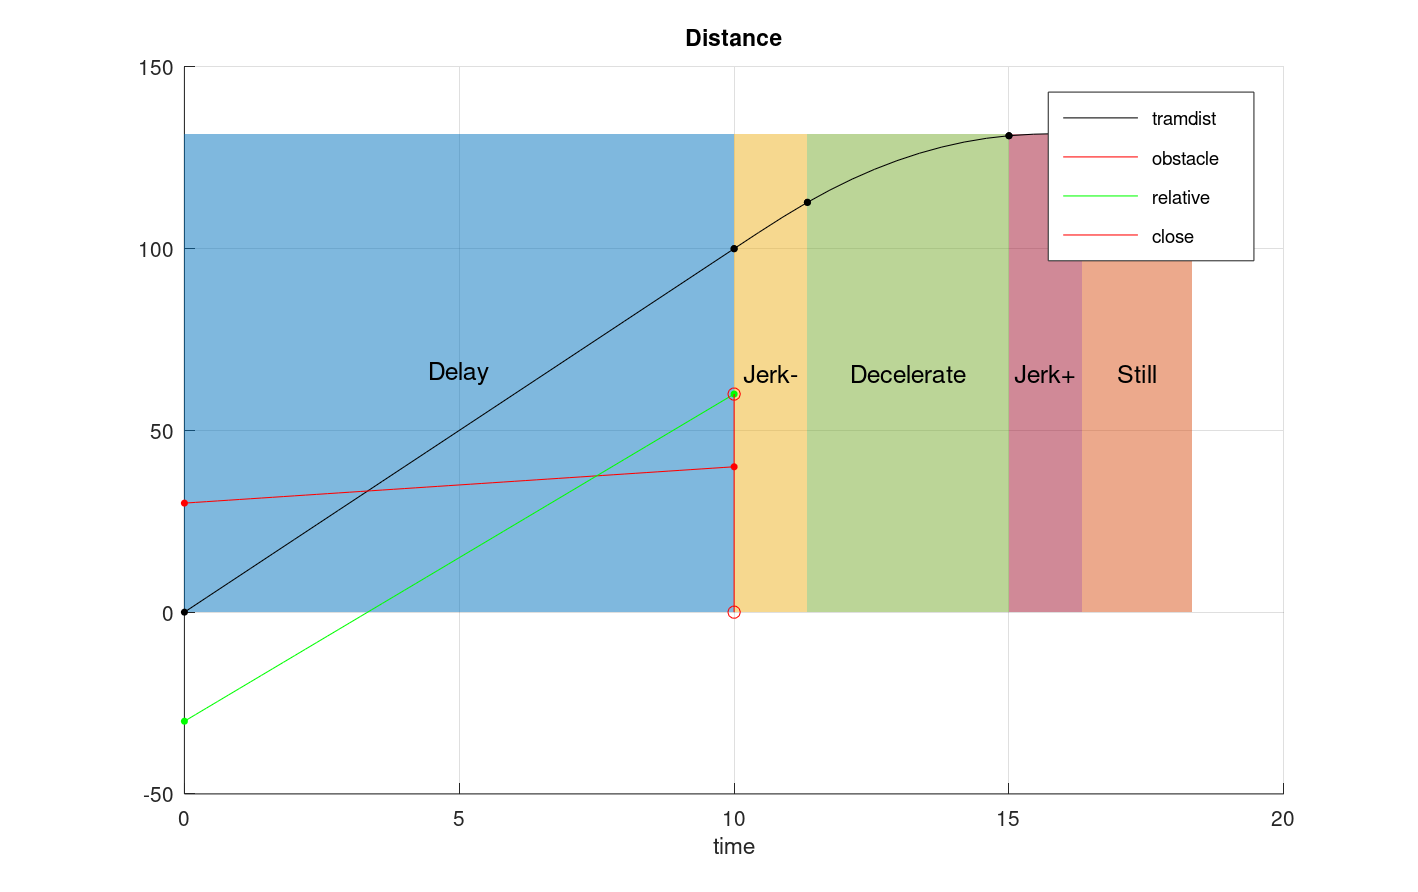 Distance
150
100
50
0
-50
tramdist
obstacle
relative
close
Delay
Jerk-
Decelerate
Jerk+
Still
0
5
10
15
20
time